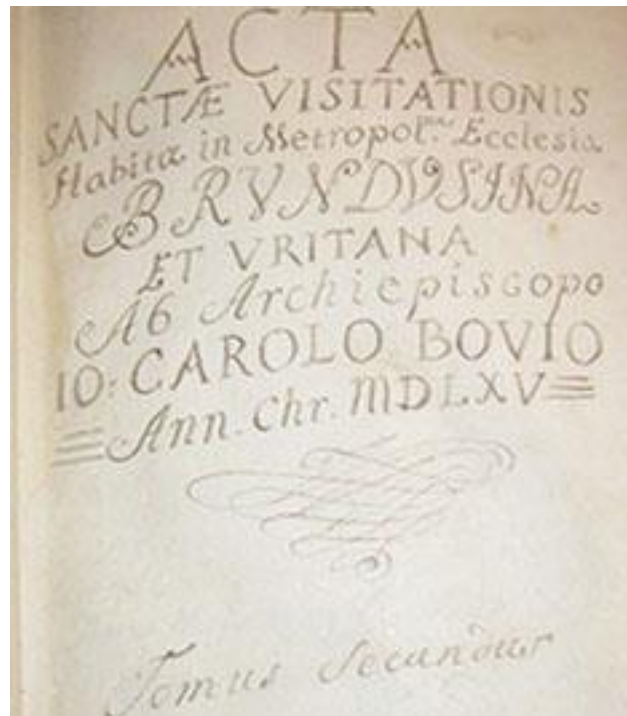 ACTA
SANCTÆ VISITATIONIS
Habita in Metropol.na Ecclesia
BRVNDVSINA
ET VRITANA
Ab Archiepiscopo
IO: CAROLO BOVIO
Ann. Chr. MDLXV
Tomus Secundus